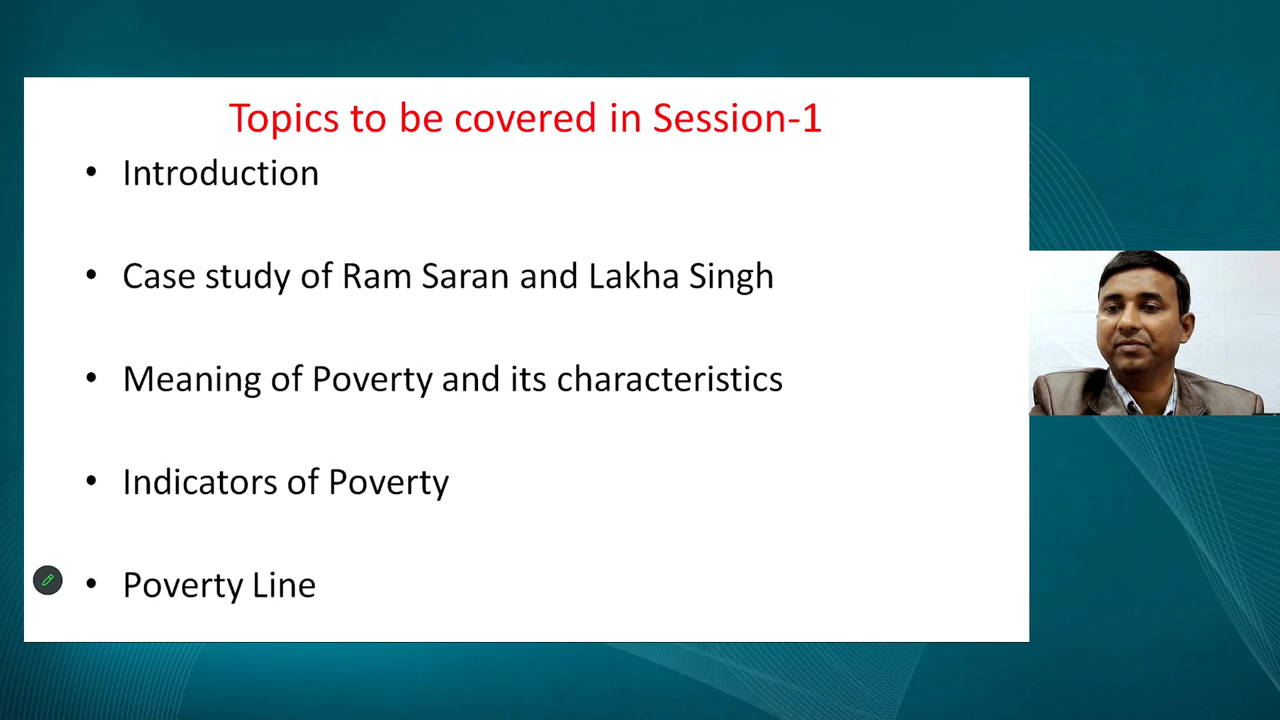 Topics to be covered in Session-1
• Introduction
• Case study of Ram Saran and Lakha Singh
• Meaning of Poverty and its characteristics
• Indicators of Poverty
• Poverty Line